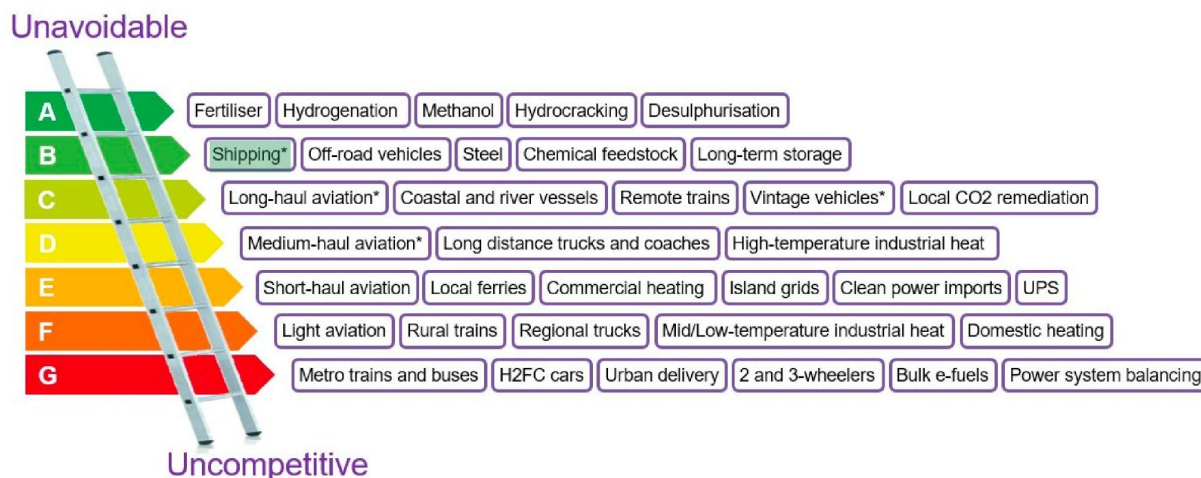 Unavoidable
A Fertiliser Hydrogenation Methanol Hydrocracking Desulphurisation
B Shipping* Off-road vehicles Steel Chemical feedstock Long-term storage
C Long-haul aviation* Coastal and river vessels Remote trains Vintage vehicles* Local CO2 remediation
D Medium-haul aviation* Long distance trucks and coaches High-temperature industrial heat
E Short-haul aviation Local ferries Commercial heating Island grids Clean power imports UPS
F Light aviation Rural trains Regional trucks Mid/Low-temperature industrial heat Domestic heating
G Metro trains and buses H2FC cars Urban delivery 2 and 3-wheelers Bulk e-fuels Power system balancing
Uncompetitive